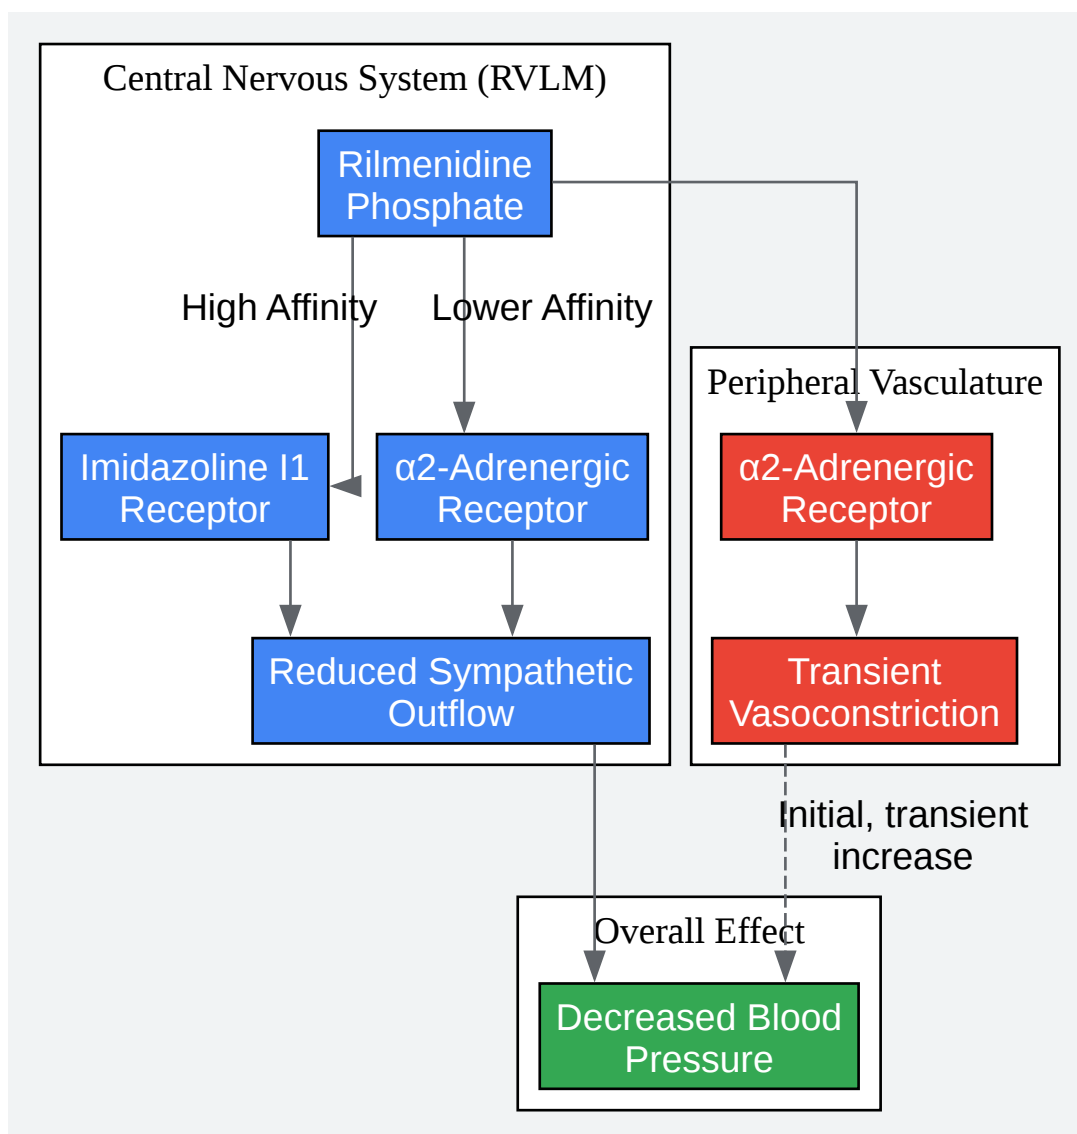 Central Nervous System (RVLM)
Rilmenidine
Phosphate
High Affinity
Lower Affinity
Peripheral Vasculature
Imidazoline I1
Receptor
α2-Adrenergic
Receptor
α2-Adrenergic
Receptor
Reduced Sympathetic
Outflow
Transient
Vasoconstriction
Initial, transient
increase
Overall Effect
Decreased Blood
Pressure